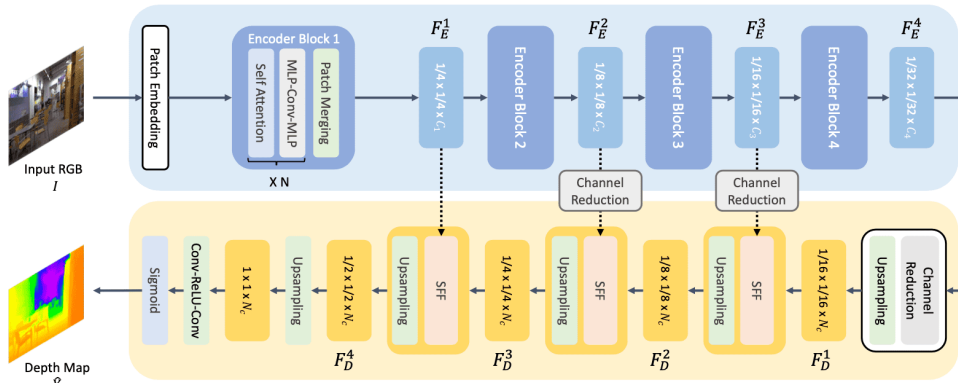 F_E^1
F_E^2
F_E^3
F_E^4
Patch Embedding
Encoder Block 1
Self Attention
MLP-Conv-MLP
Patch Merging
X N
1/4 x 1/4 x C_1
Encoder Block 2
1/8 x 1/8 x C_2
Encoder Block 3
1/16 x 1/16 x C_3
Encoder Block 4
1/32 x 1/32 x C_4
Input RGB
I
Channel
Reduction
Channel
Reduction
Sigmoid
Conv-ReLU-Conv
1 x 1 x N_c
Upsampling
1/2 x 1/2 x N_c
Upsampling
SFF
1/4 x 1/4 x N_c
Upsampling
SFF
1/8 x 1/8 x N_c
Upsampling
SFF
1/16 x 1/16 x N_c
Upsampling
Channel
Reduction
F_D^4
F_D^3
F_D^2
F_D^1
Depth Map